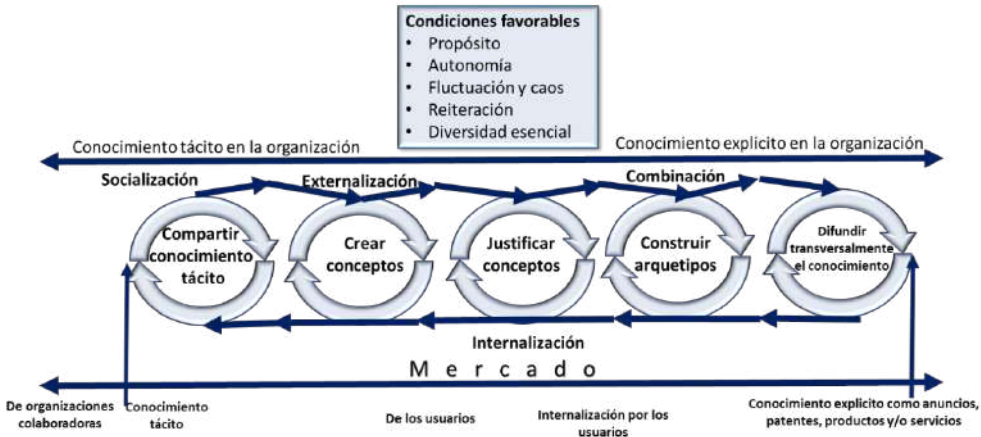 Condiciones favorables
• Propósito
• Autonomía
• Fluctuación y caos
• Reiteración
• Diversidad esencial
Conocimiento tácito en la organización
Conocimiento explícito en la organización
Socialización
Externalización
Combinación
Compartir
conocimiento
tácito
Crear
conceptos
Justificar
conceptos
Construir
arquetipos
Difundir
transversalmente
el conocimiento
Internalización
Mercado
De organizaciones
colaboradoras
Conocimiento
tácito
De los usuarios
Internalización por los
usuarios
Conocimiento explicito como anuncios,
patentes, productos y/o servicios